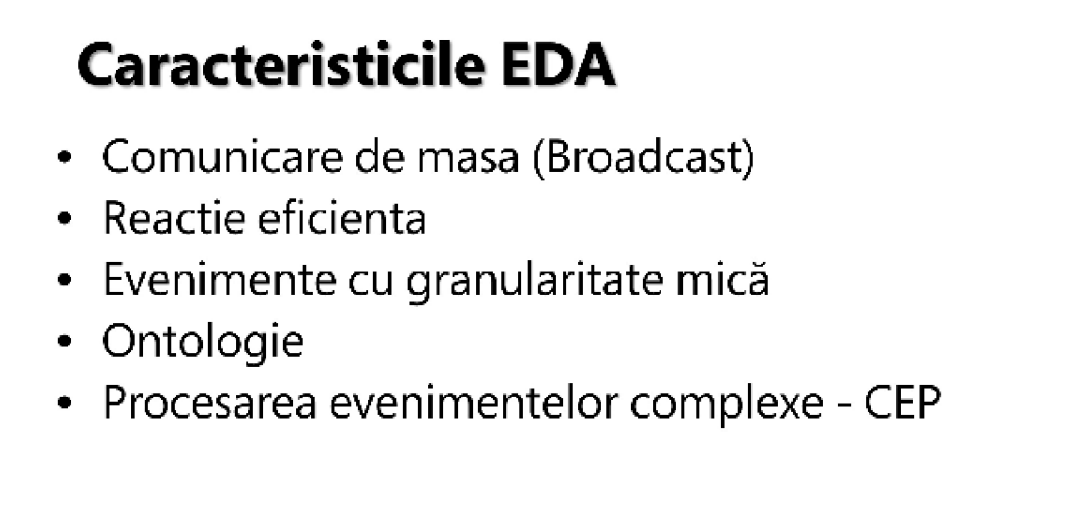 Caracteristicile EDA
• Comunicare de masa (Broadcast)
• Reactie eficienta
• Evenimente cu granularitate mică
• Ontologie
• Procesarea evenimentelor complexe - CEP